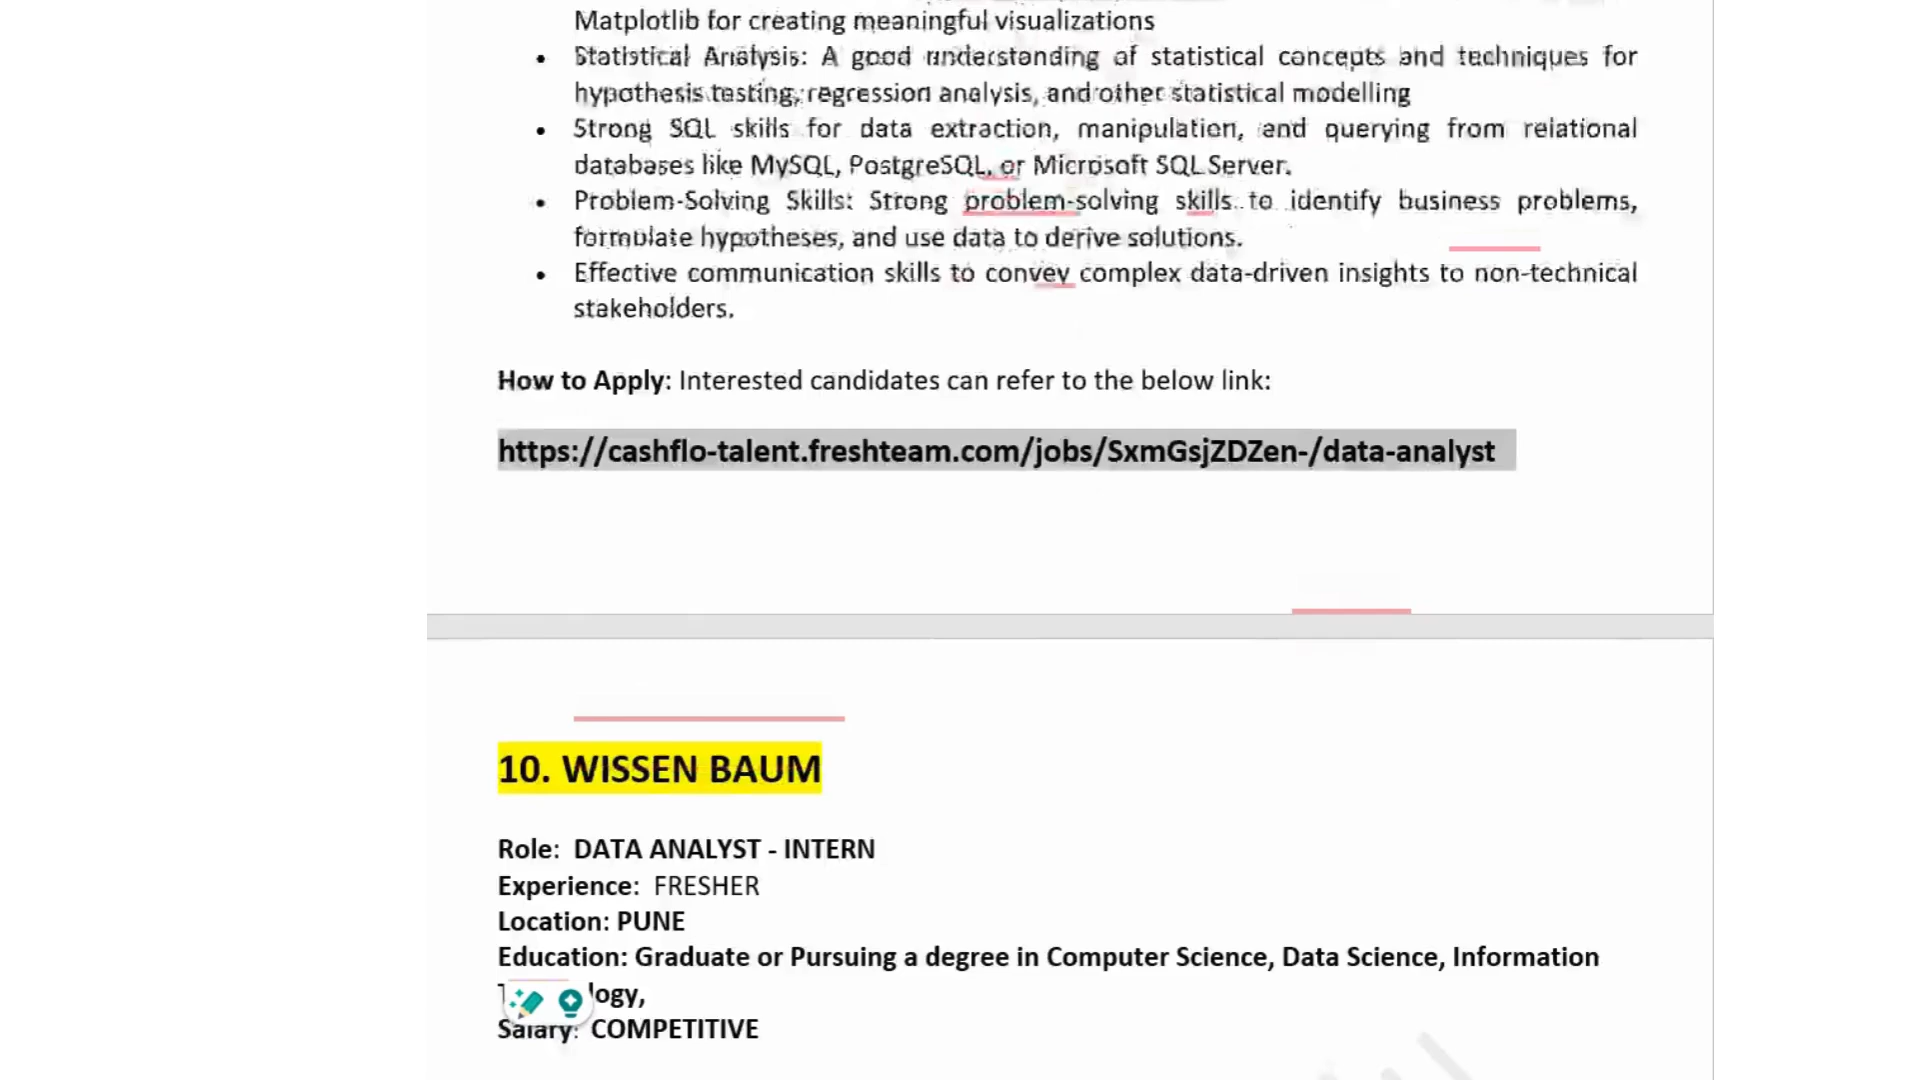 Matplotlib for creating meaningful visualizations
• Statistical Analysis: A good understanding of statistical concepts and techniques for
hypothesis testing, regression analysis, and other statistical modelling
• Strong SQL skills for data extraction, manipulation, and querying from relational
databases like MySQL, PostgreSQL, or Microsoft SQL Server.
• Problem-Solving Skills: Strong problem-solving skills to identify business problems,
formulate hypotheses, and use data to derive solutions.
• Effective communication skills to convey complex data-driven insights to non-technical
stakeholders.
How to Apply: Interested candidates can refer to the below link:
https://cashflo-talent.freshteam.com/jobs/SxmGsjZDZen-/data-analyst
10. WISSEN BAUM
Role: DATA ANALYST - INTERN
Experience: FRESHER
Location: PUNE
Education: Graduate or Pursuing a degree in Computer Science, Data Science, Information
logy,
Salary: COMPETITIVE